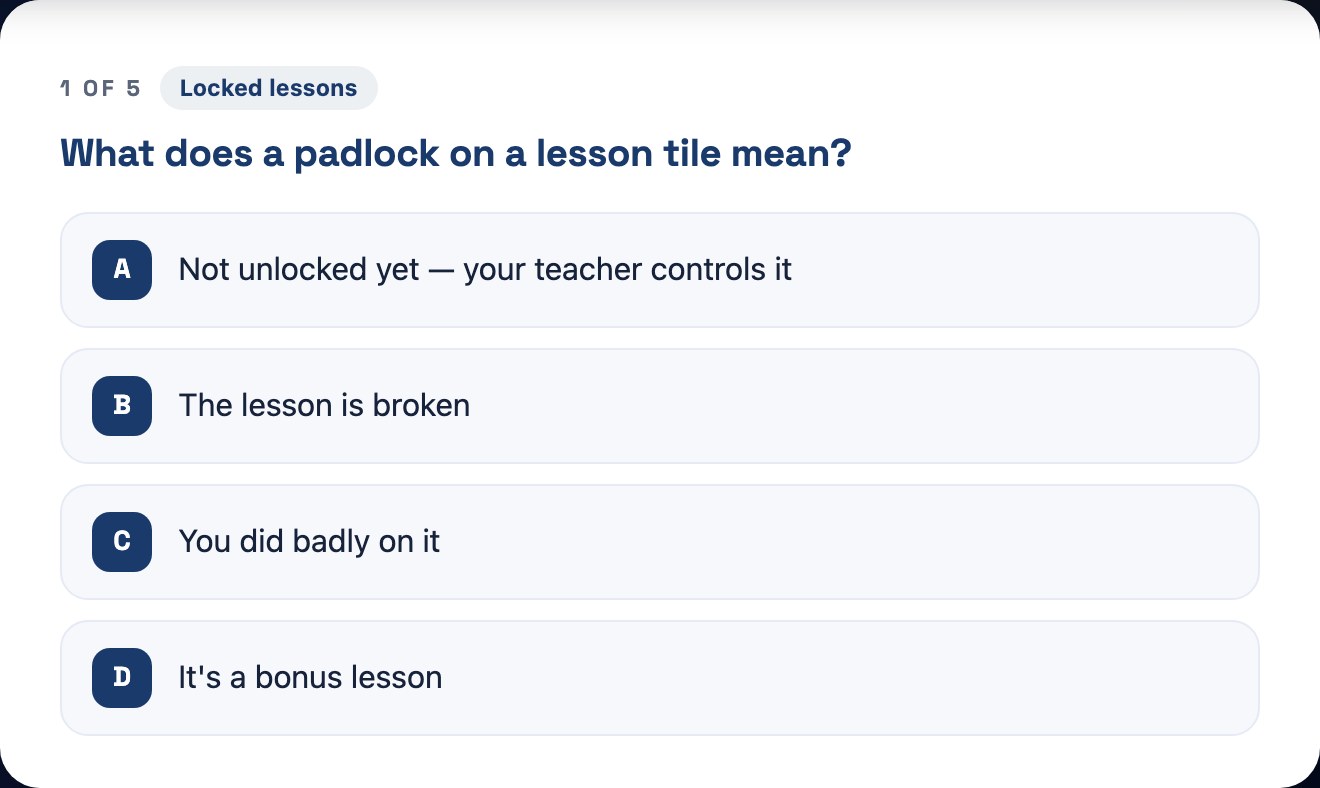 1 OF 5 Locked lessons
What does a padlock on a lesson tile mean?
A Not unlocked yet — your teacher controls it
B The lesson is broken
C You did badly on it
D It's a bonus lesson